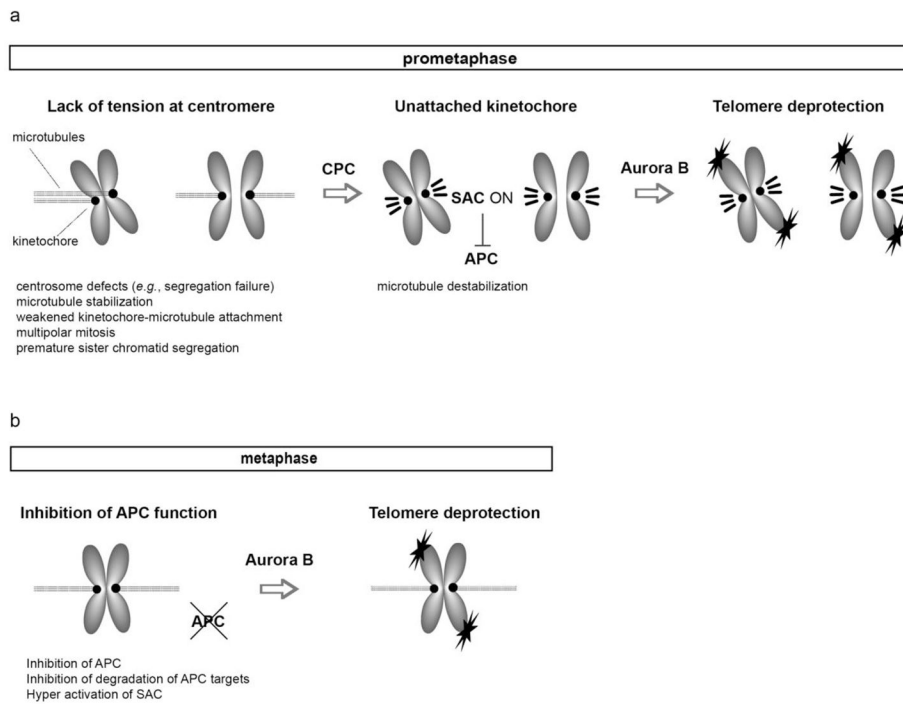 a
prometaphase
Lack of tension at centromere
Unattached kinetochore
Telomere deprotection
microtubules
kinetochore
CPC
SAC ON
APC
Aurora B
centrosome defects (e.g., segregation failure)
microtubule stabilization
weakened kinetochore-microtubule attachment
multipolar mitosis
premature sister chromatid segregation
microtubule destabilization
b
metaphase
Inhibition of APC function
Telomere deprotection
Aurora B
APC
Inhibition of APC
Inhibition of degradation of APC targets
Hyper activation of SAC